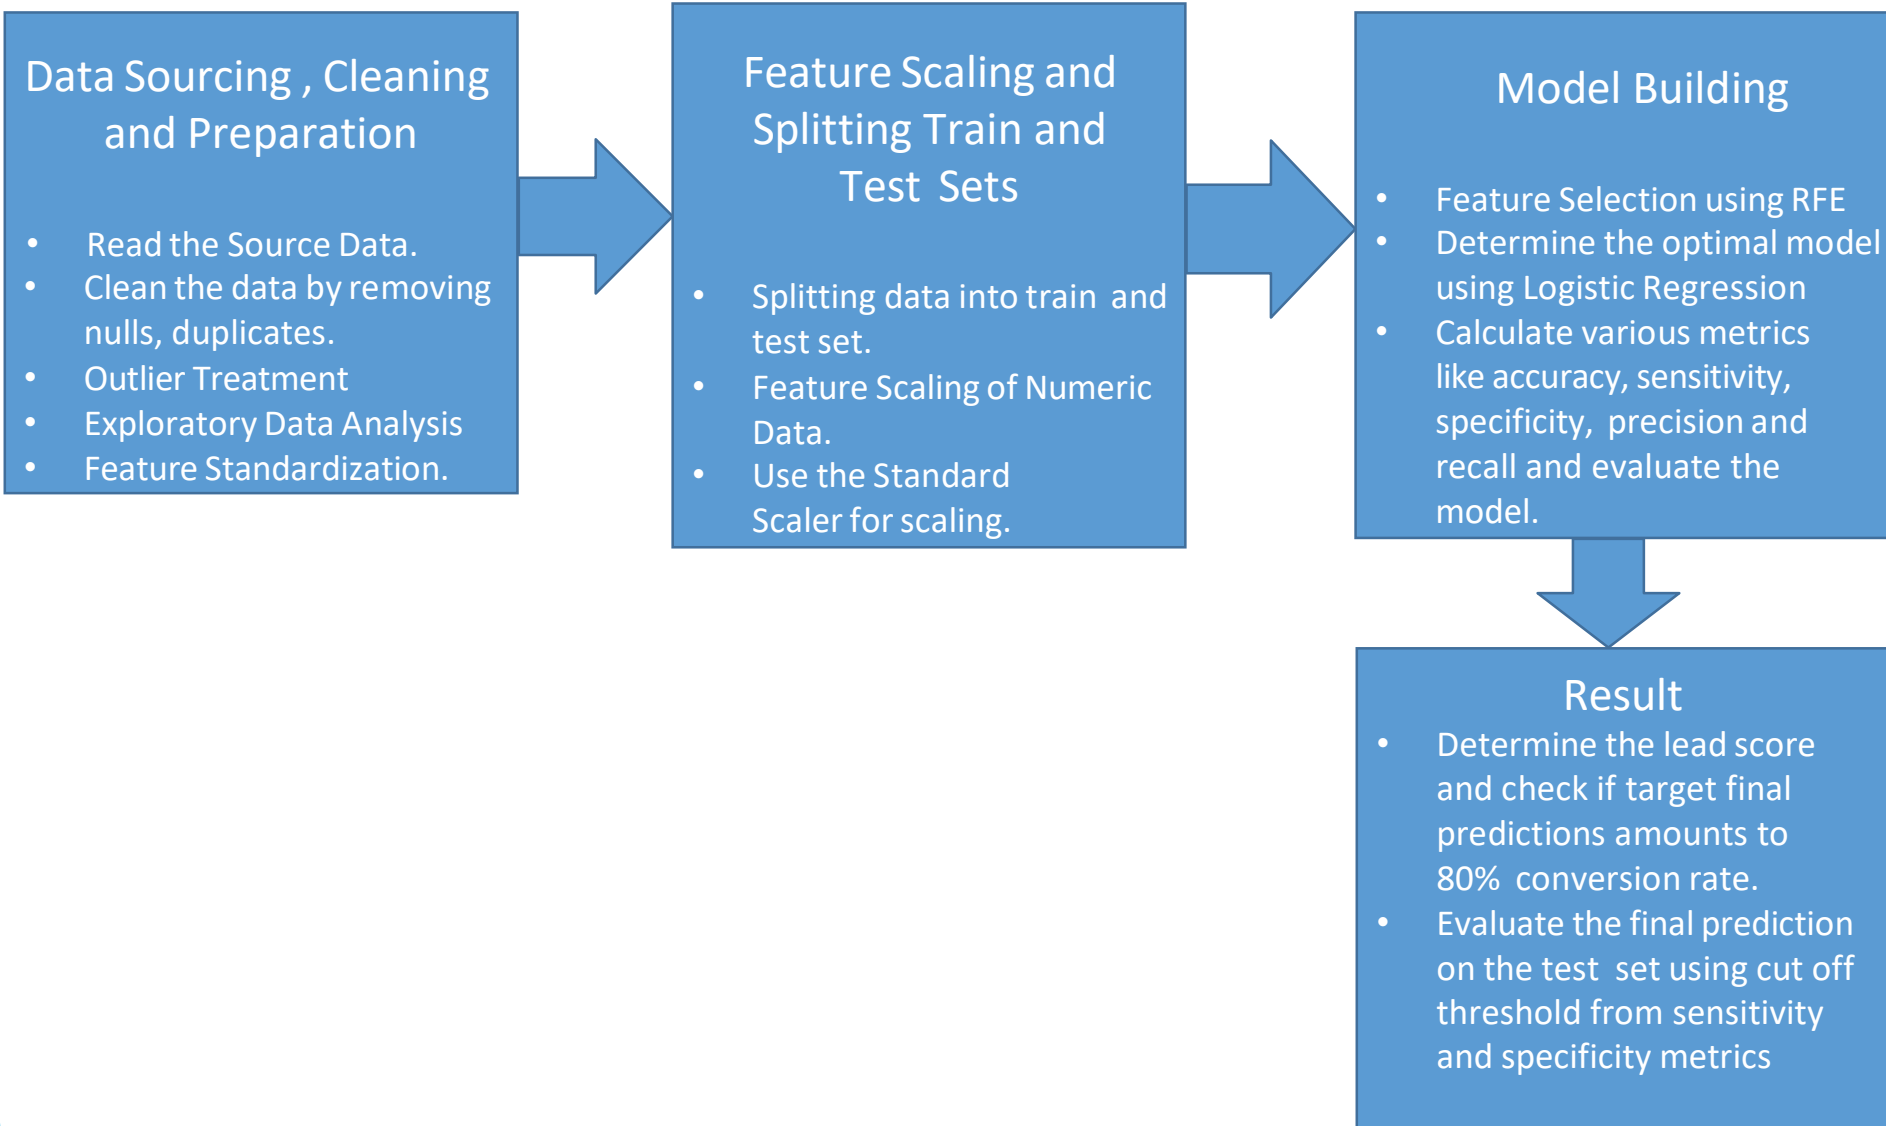 Data Sourcing , Cleaning
and Preparation
• Read the Source Data.
• Clean the data by removing
nulls, duplicates.
• Outlier Treatment
• Exploratory Data Analysis
• Feature Standardization.
Feature Scaling and
Splitting Train and
Test Sets
• Splitting data into train and
test set.
• Feature Scaling of Numeric
Data.
• Use the Standard
Scaler for scaling.
Model Building
• Feature Selection using RFE
• Determine the optimal model
using Logistic Regression
• Calculate various metrics
like accuracy, sensitivity,
specificity, precision and
recall and evaluate the
model.
Result
• Determine the lead score
and check if target final
predictions amounts to
80% conversion rate.
• Evaluate the final prediction
on the test set using cut off
threshold from sensitivity
and specificity metrics